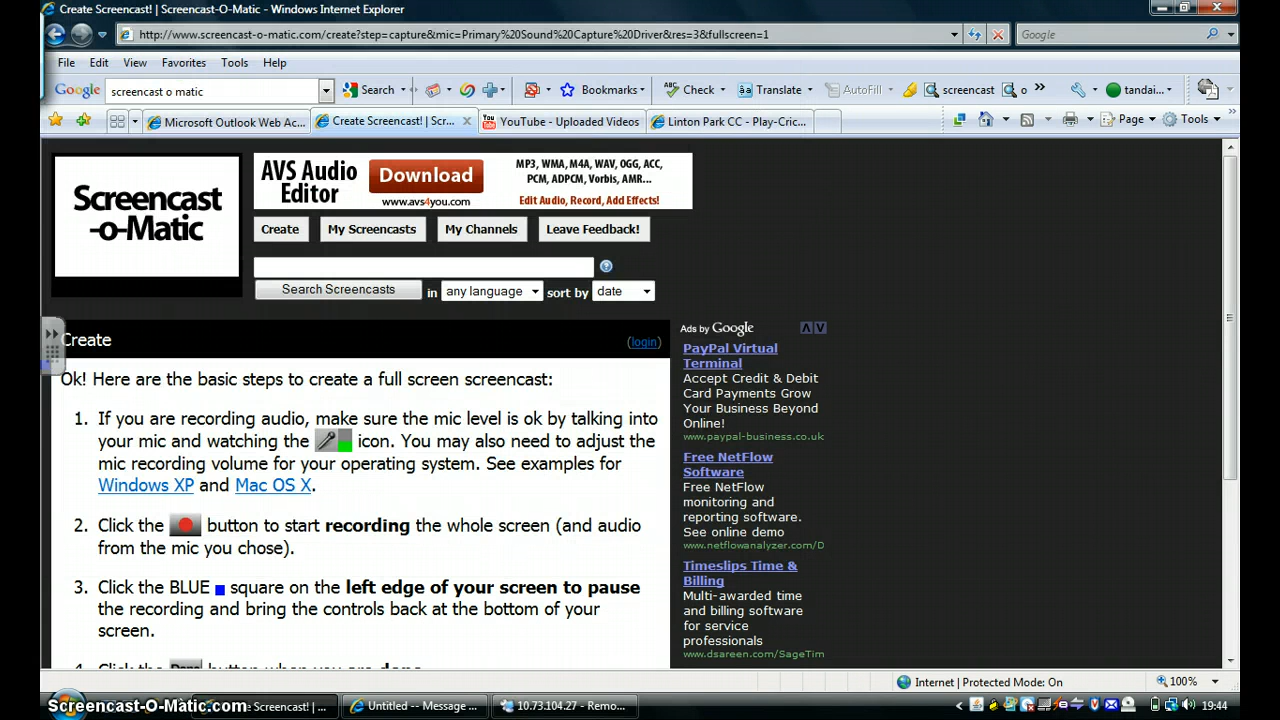 Create Screencast! | Screencast-O-Matic - Windows Internet Explorer
http://www.screencast-o-matic.com/create?step=capture&mic=Primary%20Sound%20Capture%20Driver&res=3&fullscreen=1
Google
File Edit View Favorites Tools Help
Google screencast o matic Search Bookmarks Check Translate AutoFill screencast o tandai...
Microsoft Outlook Web Ac... Create Screencast! | Scr... YouTube - Uploaded Videos Linton Park CC - Play-Cric... Page Tools
Screencast
-o-Matic
AVS Audio
Editor
Download
www.avs4you.com
MP3, WMA, M4A, WAV, OGG, ACC,
PCM, ADPCM, Vorbis, AMR...
Edit Audio, Record, Add Effects!
Create My Screencasts My Channels Leave Feedback!
Search Screencasts in any language sort by date
Create (login)
Ok! Here are the basic steps to create a full screen screencast:
1. If you are recording audio, make sure the mic level is ok by talking into
your mic and watching the icon. You may also need to adjust the
mic recording volume for your operating system. See examples for
Windows XP and Mac OS X.
2. Click the button to start recording the whole screen (and audio
from the mic you chose).
3. Click the BLUE square on the left edge of your screen to pause
the recording and bring the controls back at the bottom of your
screen.
4. Click the Done button when you are done
Ads by Google
PayPal Virtual
Terminal
Accept Credit & Debit
Card Payments Grow
Your Business Beyond
Online!
www.paypal-business.co.uk
Free NetFlow
Software
Free NetFlow
monitoring and
reporting software.
See online demo
www.netflowanalyzer.com/D
Timeslips Time &
Billing
Multi-awarded time
and billing software
for service
professionals
www.dsareen.com/SageTim
Internet | Protected Mode: On 100%
Screencast-O-Matic.com Create Screencast! | ... Untitled -- Message ... 10.73.104.27 - Remo... 19:44